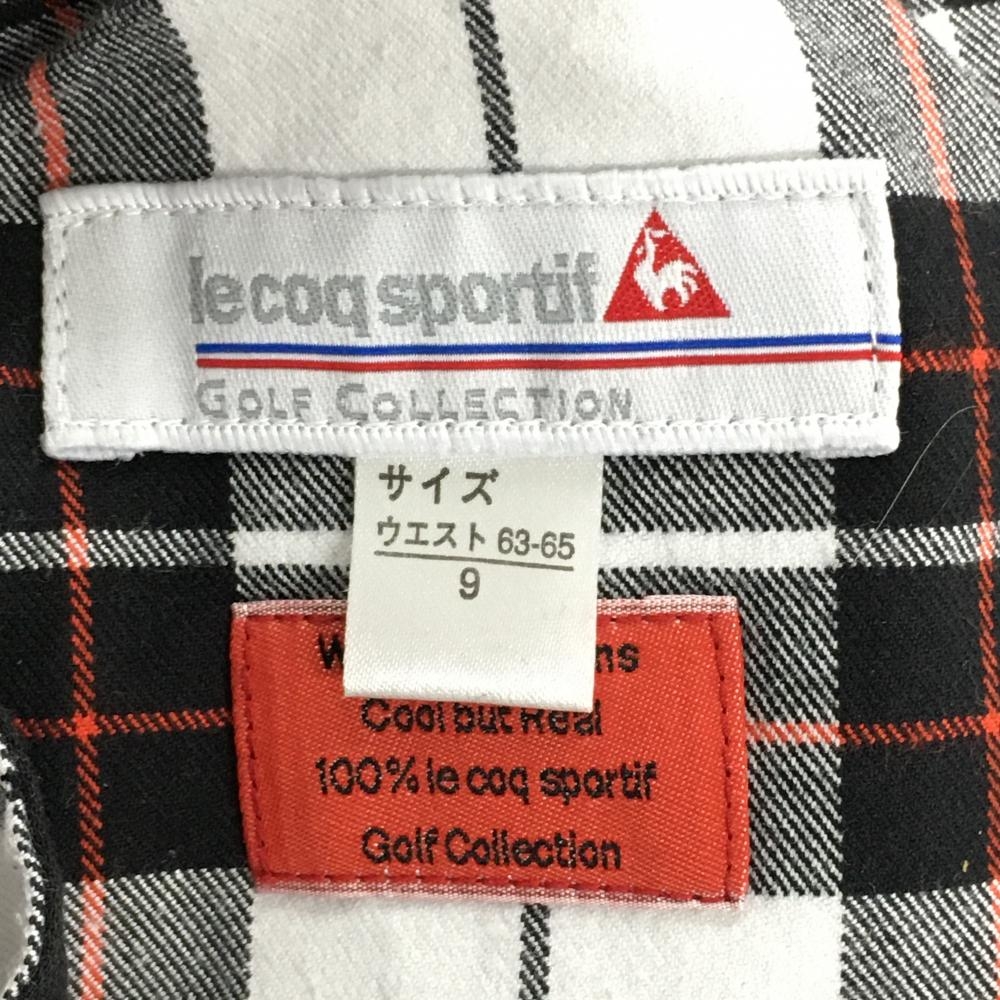 le coq sportif
GOLF COLLECTION
サイズ
ウエスト 63-65
9
Cool but Real
100% le coq sportif
Golf Collection